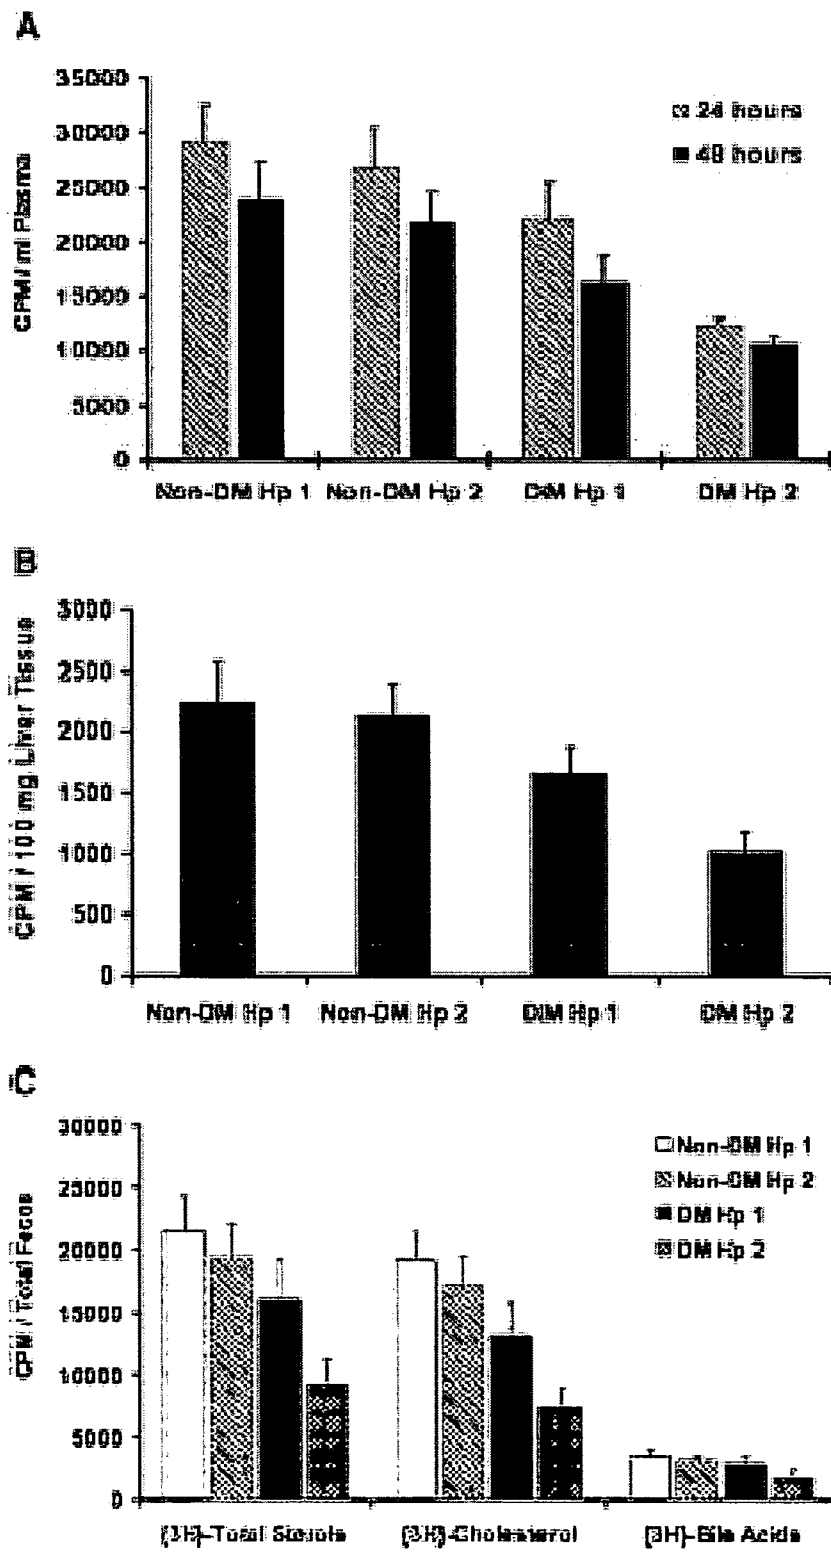 A
35000
30000
25000
20000
15000
10000
5000
0
CPM / ml Plasma
24 hours
48 hours
Non-DM Hp 1 Non-DM Hp 2 DM Hp 1 DM Hp 2
B
3000
2500
2000
1500
1000
500
0
CPM / 100 mg Liver Tissue
Non-DM Hp 1 Non-DM Hp 2 DM Hp 1 DM Hp 2
C
30000
25000
20000
15000
10000
5000
0
CPM / Total Feces
Non-DM Hp 1
Non-DM Hp 2
DM Hp 1
DM Hp 2
[3H]-Total Sterols [3H]-Cholesterol [3H]-Bile Acids